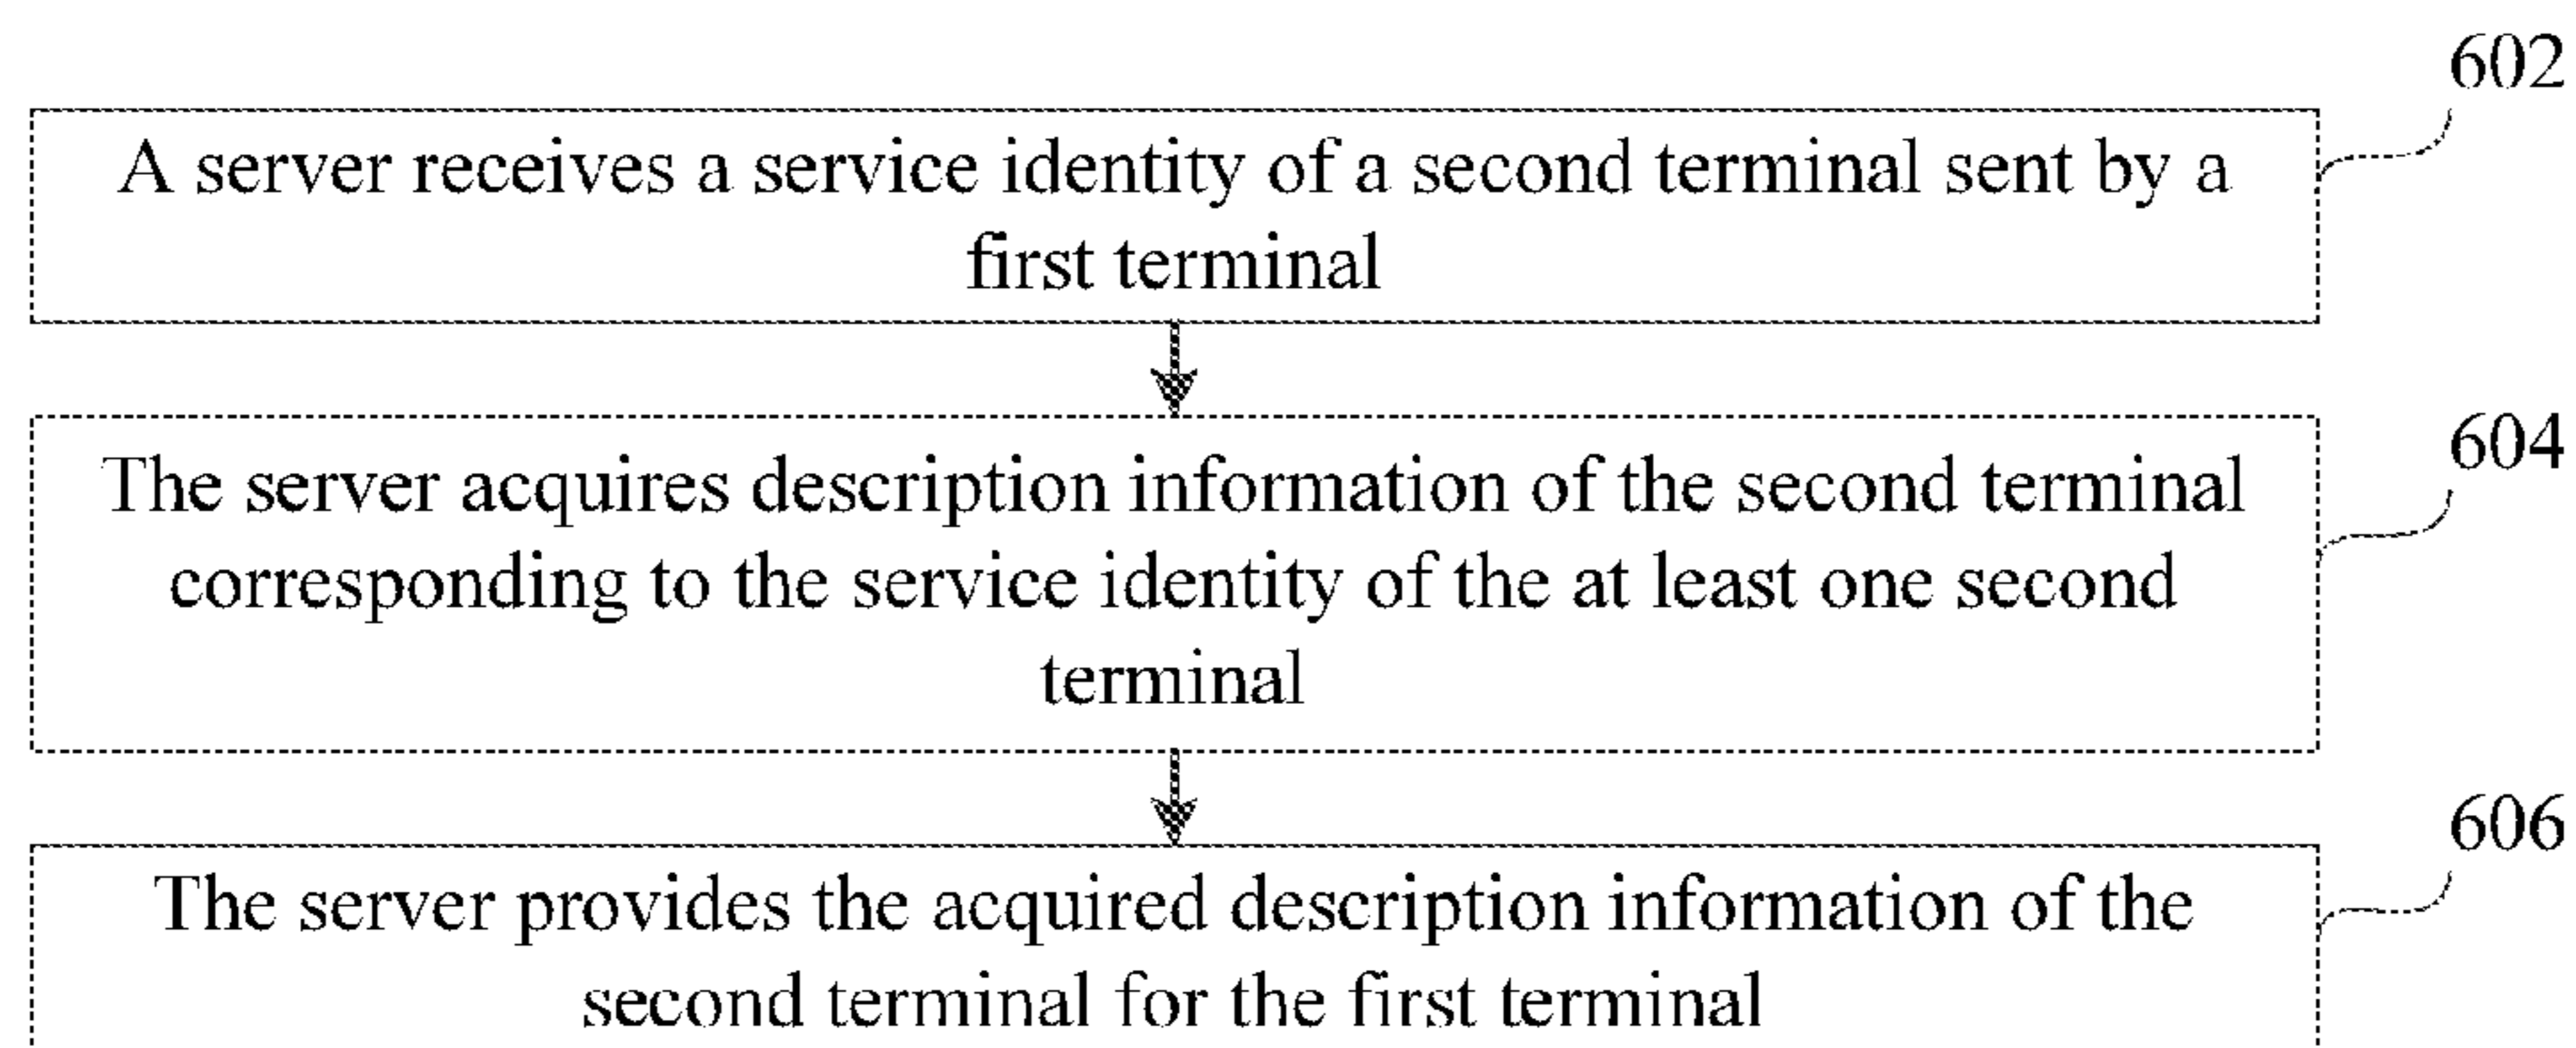 602
A server receives a service identity of a second terminal sent by a
first terminal
604
The server acquires description information of the second terminal
corresponding to the service identity of the at least one second
terminal
606
The server provides the acquired description information of the
second terminal for the first terminal